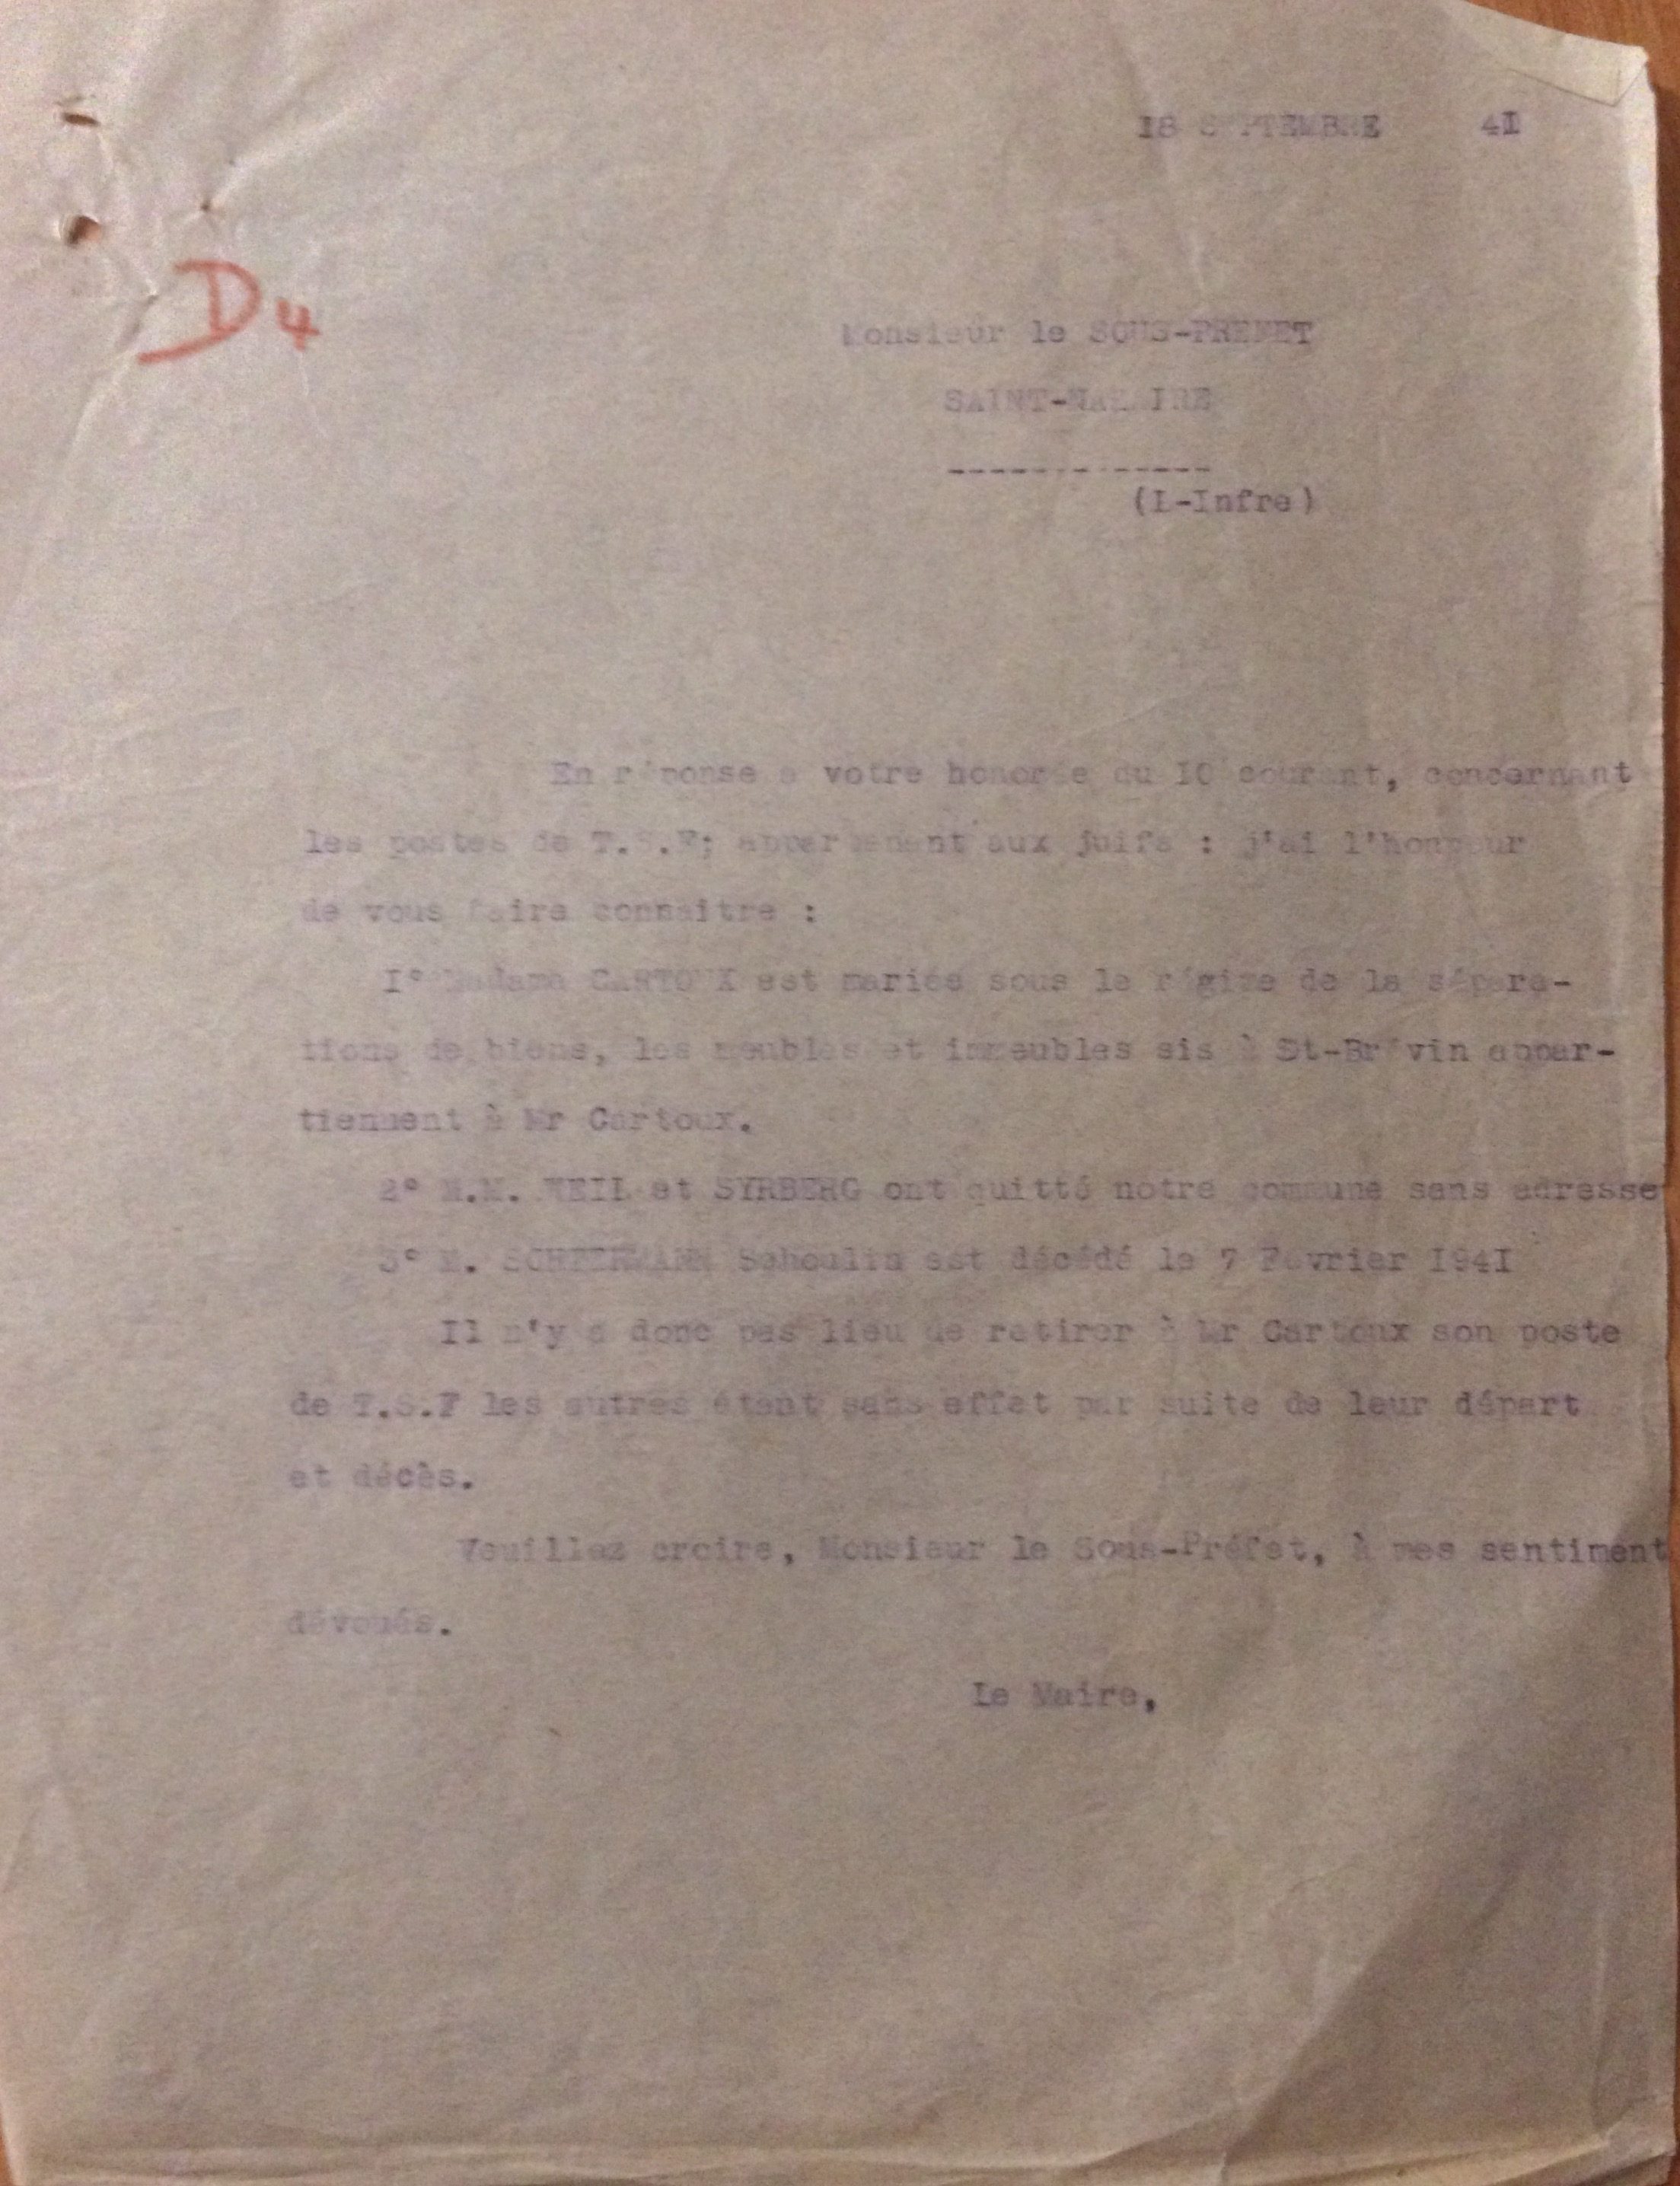 18 SEPTEMBRE 41
D4
Monsieur le SOUS-PREFET
SAINT-NAZAIRE
-------------
(L-Infre)
En réponse a votre honorée du 10 courant, concernant
les postes de T.S.F; appartenant aux juifs : j'ai l'honneur
de vous faire connaitre :
I° Madame CARTOUX est mariée sous le régime de la sépara-
tions de biens, les meubles et immeubles sis à St-Brévin appar-
tiennent à Mr Cartoux.
2° M.M. WEIL et SYRBERG ont quitté notre commune sans adresse
3° M. Schoulin est décédé le 7 Février I94I
Il n'y a donc pas lieu de retirer à Mr Cartoux son poste
de T.S.F les autres étant sans effet par suite de leur départ
et décès.
Veuillez croire, Monsieur le Sous-Préfet, à mes sentiment
dévoués.
Le Maire,